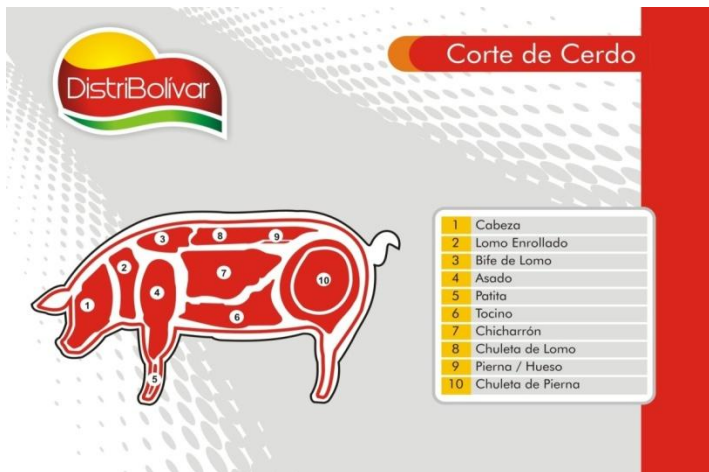 DistriBolívar
Corte de Cerdo
1 Cabeza
2 Lomo Enrollado
3 Bife de Lomo
4 Asado
5 Patita
6 Tocino
7 Chicharrón
8 Chuleta de Lomo
9 Pierna / Hueso
10 Chuleta de Pierna
3
8
9
2
1
4
7
10
6
5